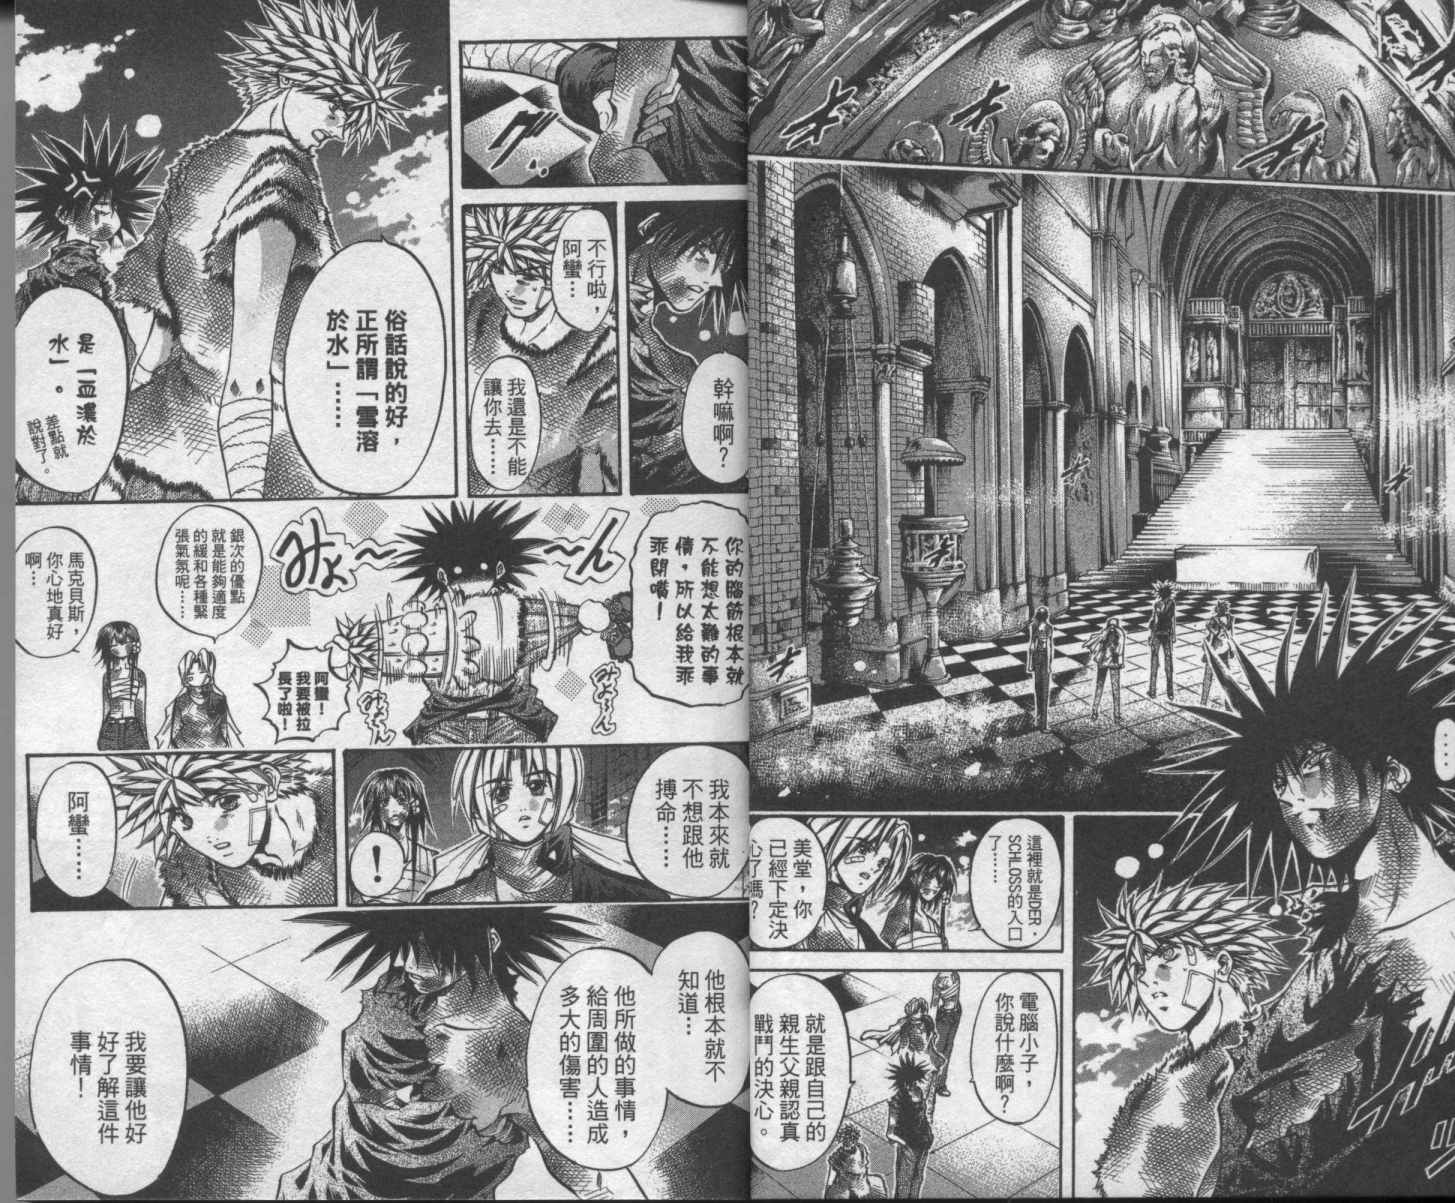 ……
這裡就是DER・
SCHLOSS的入口
了……
美堂，你
已經下定決
心了嗎？
電腦小子，
你說什麼啊？
就是跟自己的
親生父親認真
戰鬥的決心。
幹嘛啊？
不行啦，
阿蠻…
我還是不能
讓你去……
俗話說的好，
正所謂「雪溶
於水」……
是「血濃於
水」。
差點就
說對了。
你的腦筋根本就
不能想太難的事
情，所以給我乖
乖閉嘴！
みょ～
～ん
みょ～ん
阿蠻！
我要被拉
長了啦！
銀次的優點
就是能夠適度
的緩和各種緊
張氣氛呢……
馬克貝斯，
你心地真好
啊…
我本來就
不想跟他
搏命……
！
阿蠻……
他根本就不
知道…
他所做的事情，
給周圍的人造成
多大的傷害……
我要讓他好
好了解這件
事情！